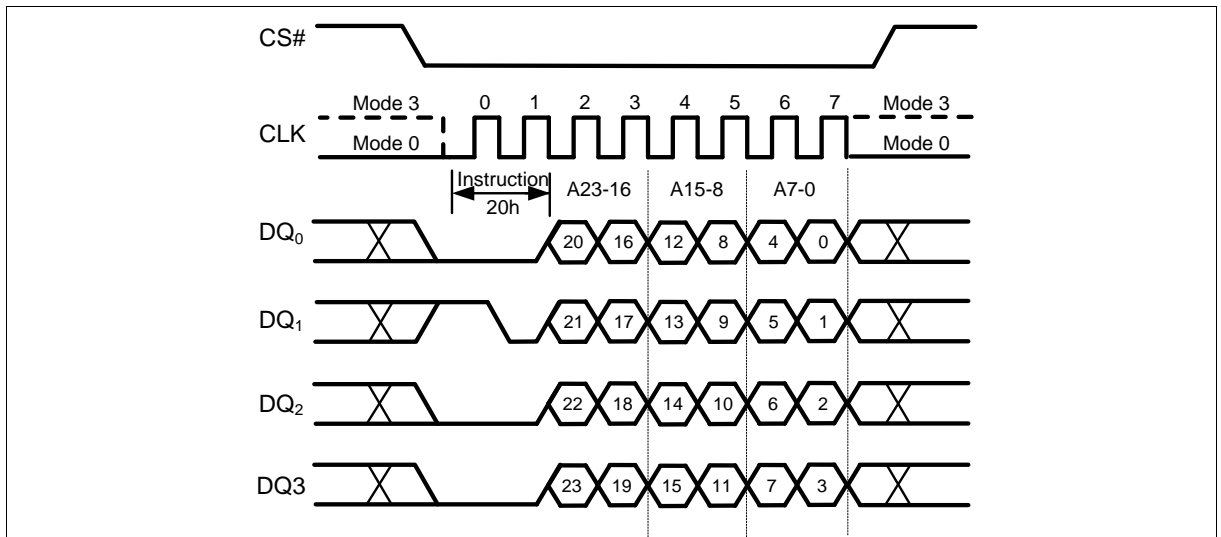 CS#
0 1 2 3 4 5 6 7
Mode 3 Mode 3
CLK
Mode 0 Mode 0
Instruction A23-16 A15-8 A7-0
20h
DQ0 20 16 12 8 4 0
DQ1 21 17 13 9 5 1
DQ2 22 18 14 10 6 2
DQ3 23 19 15 11 7 3